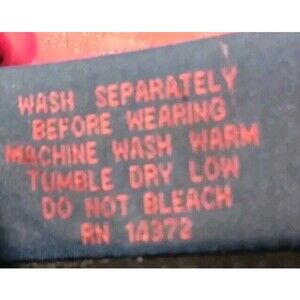 WASH SEPARATELY
BEFORE WEARING
MACHINE WASH WARM
TUMBLE DRY LOW
DO NOT BLEACH
RN 14372